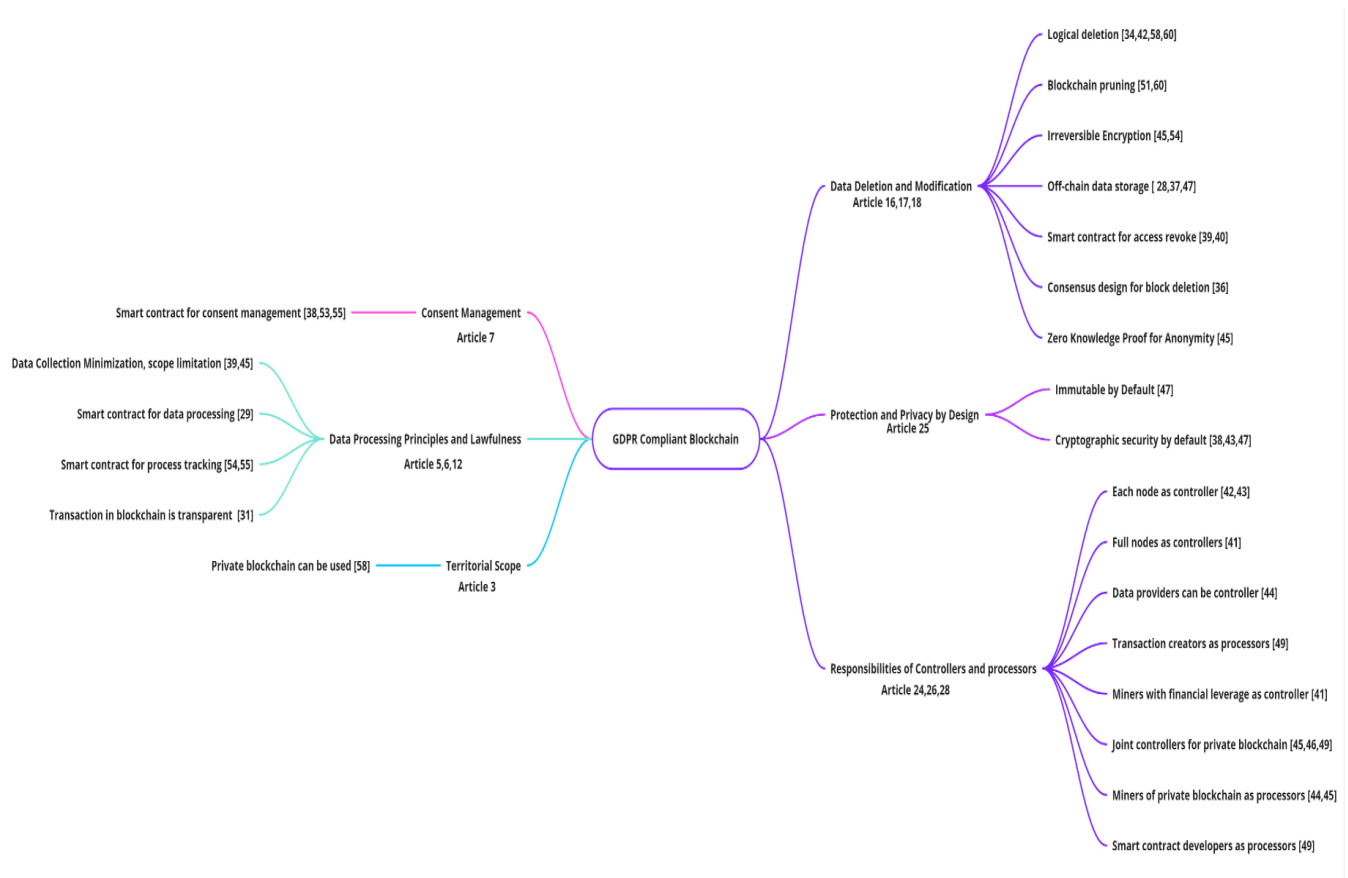 GDPR Compliant Blockchain
Consent Management
Article 7
Smart contract for consent management [38,53,55]
Data Processing Principles and Lawfulness
Article 5,6,12
Data Collection Minimization, scope limitation [39,45]
Smart contract for data processing [29]
Smart contract for process tracking [54,55]
Transaction in blockchain is transparent [31]
Territorial Scope
Article 3
Private blockchain can be used [58]
Data Deletion and Modification
Article 16,17,18
Logical deletion [34,42,58,60]
Blockchain pruning [51,60]
Irreversible Encryption [45,54]
Off-chain data storage [ 28,37,47]
Smart contract for access revoke [39,40]
Consensus design for block deletion [36]
Zero Knowledge Proof for Anonymity [45]
Protection and Privacy by Design
Article 25
Immutable by Default [47]
Cryptographic security by default [38,43,47]
Responsibilities of Controllers and processors
Article 24,26,28
Each node as controller [42,43]
Full nodes as controllers [41]
Data providers can be controller [44]
Transaction creators as processors [49]
Miners with financial leverage as controller [41]
Joint controllers for private blockchain [45,46,49]
Miners of private blockchain as processors [44,45]
Smart contract developers as processors [49]